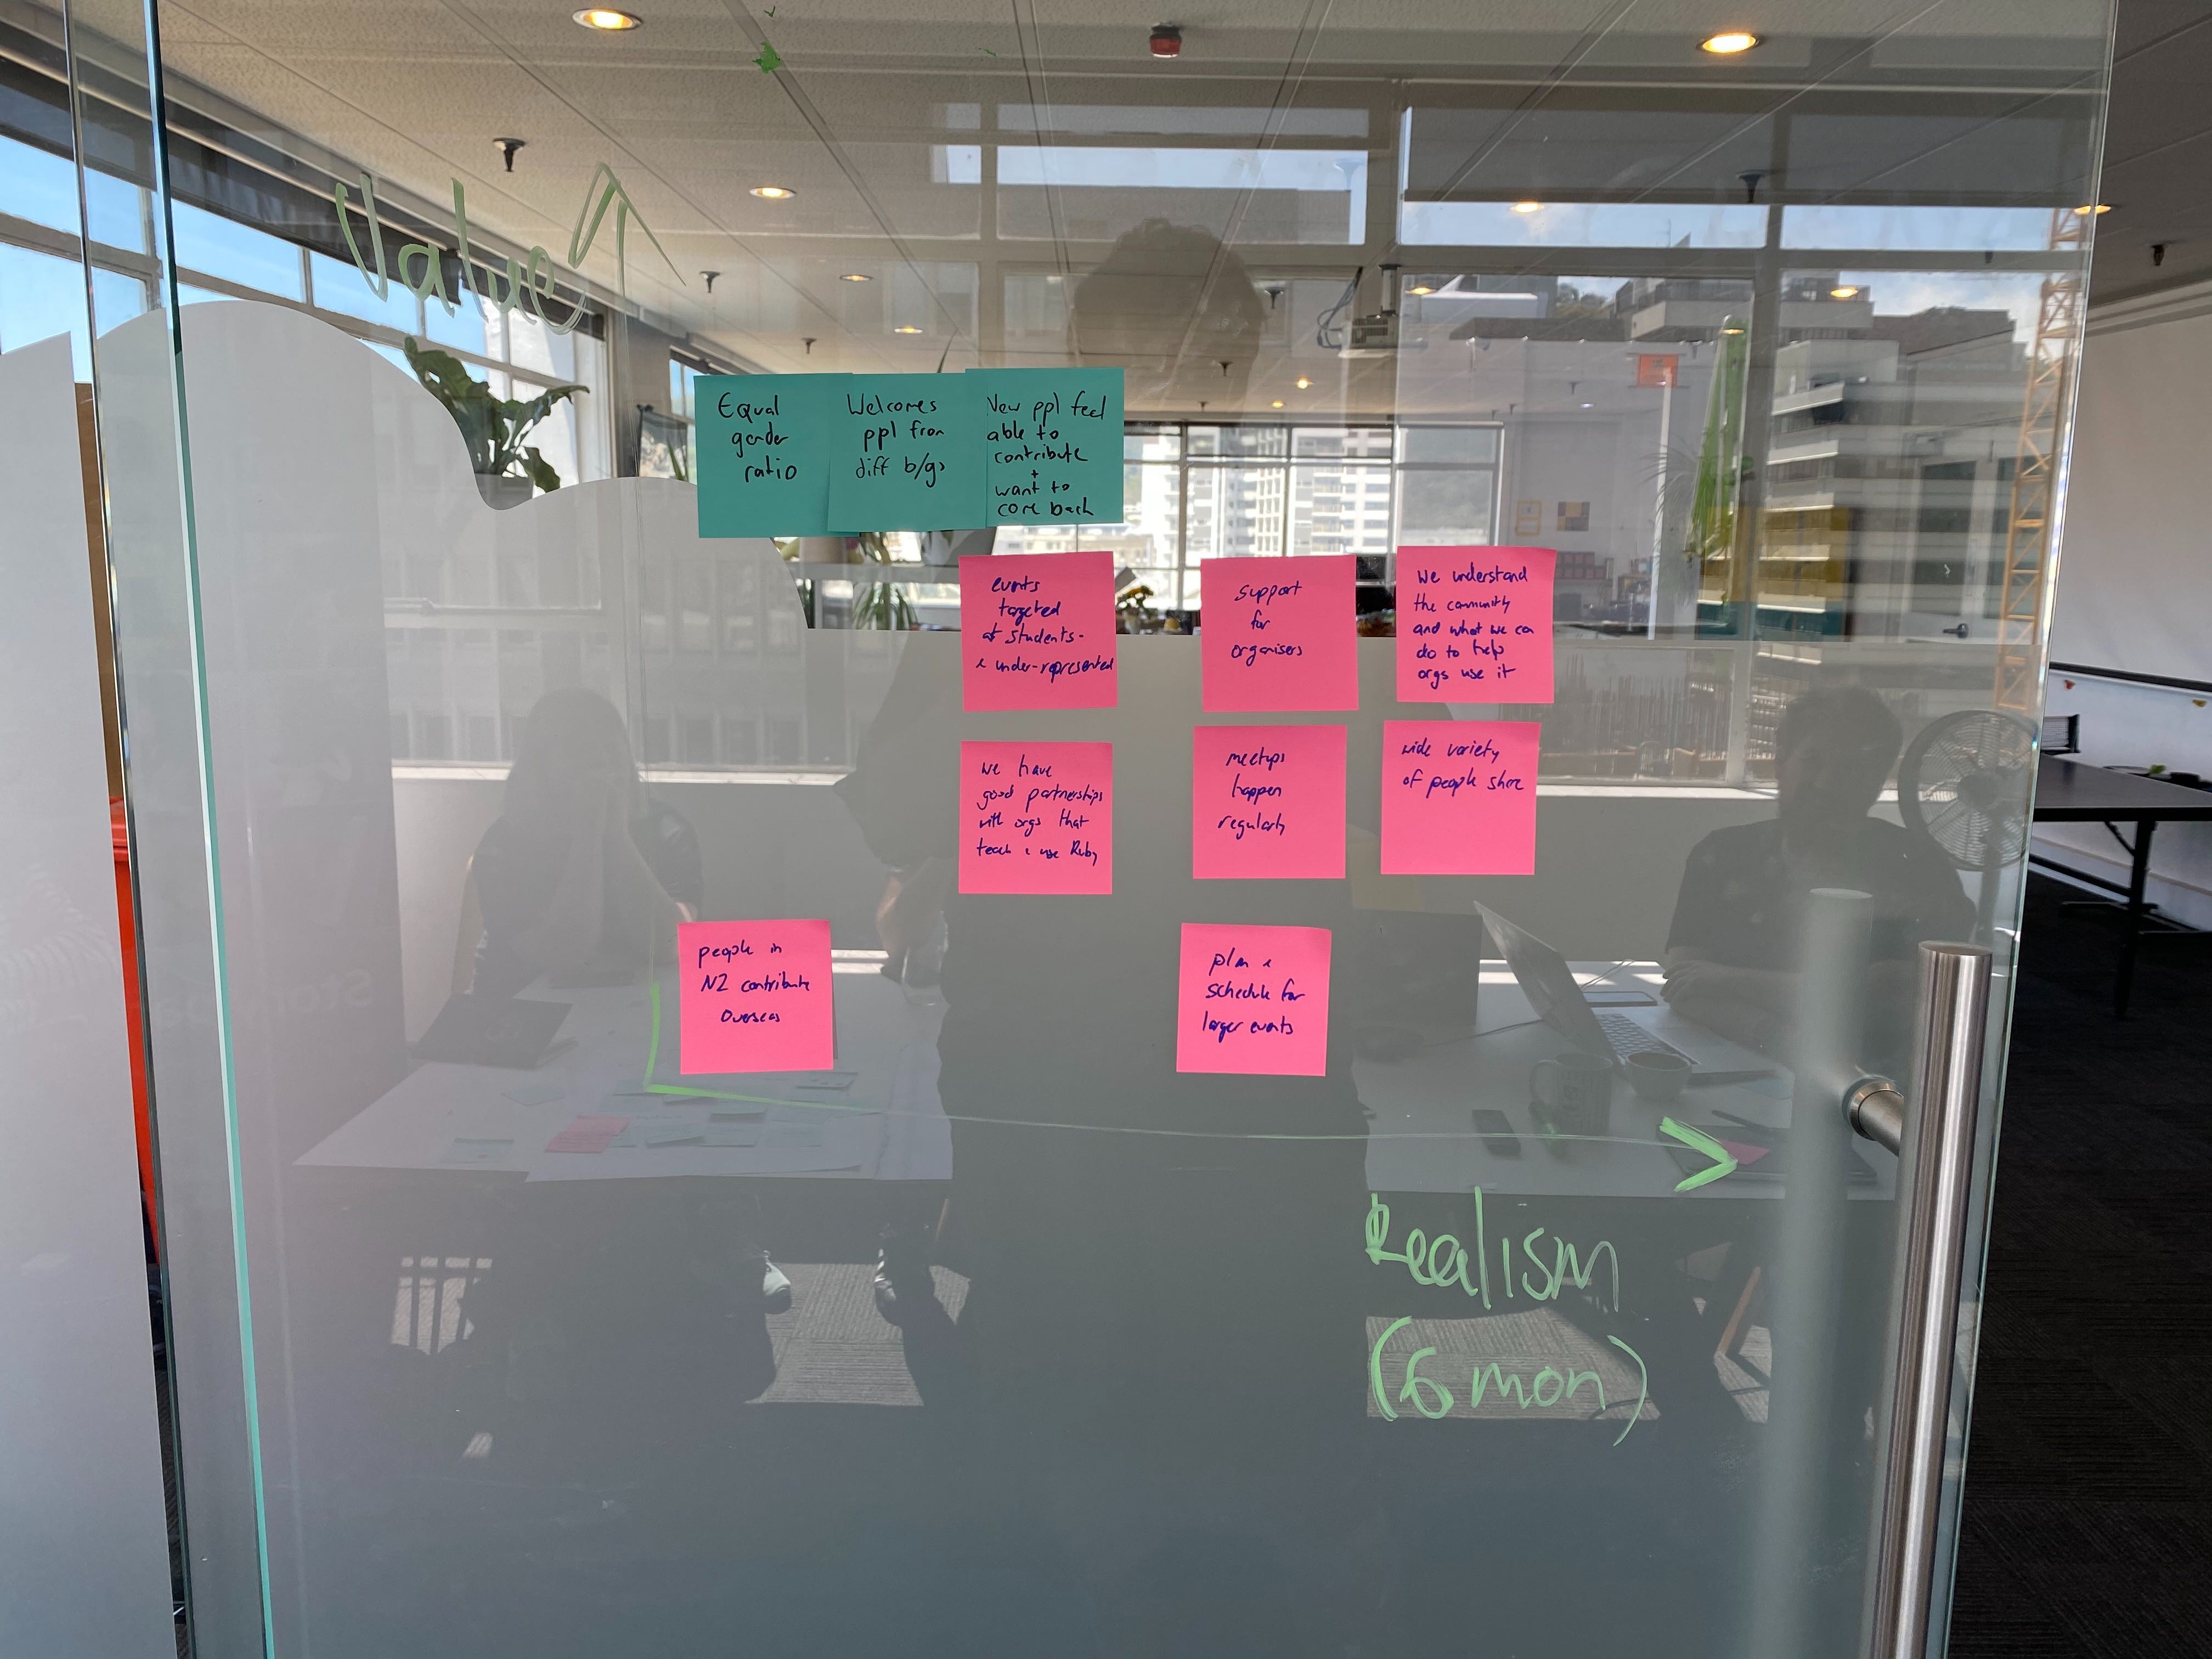 Value
Equal
gender
ratio
Welcomes
ppl from
diff b/gs
New ppl feel
able to
contribute
+
want to
come back
events
targeted
at students-
& under-represented
support
for
organisers
We understand
the community
and what we can
do to help
orgs use it
we have
good partnerships
with orgs that
teach & use Ruby
meetups
happen
regularly
wide variety
of people share
people in
NZ contribute
overseas
plan &
schedule for
larger events
Realism
(6 mon)